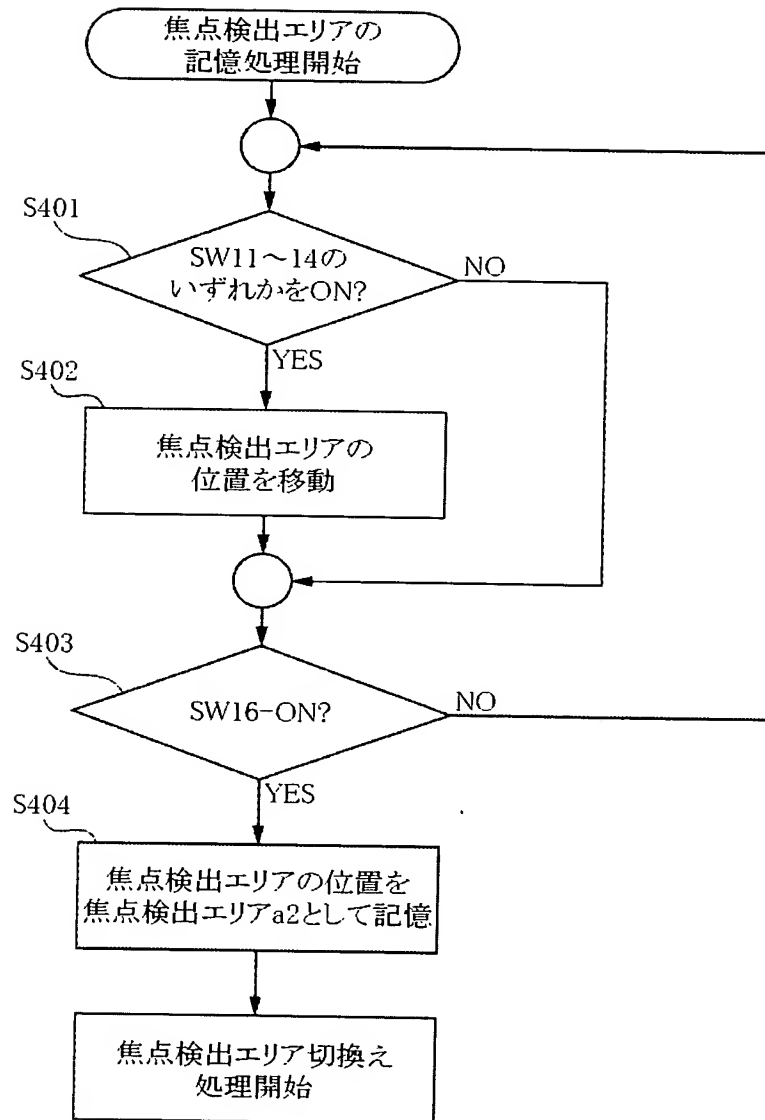 焦点検出エリアの
記憶処理開始
S401
SW11～14の
いずれかをON?
NO
YES
S402
焦点検出エリアの
位置を移動
S403
SW16-ON?
NO
YES
S404
焦点検出エリアの位置を
焦点検出エリアa2として記憶
焦点検出エリア切換え
処理開始